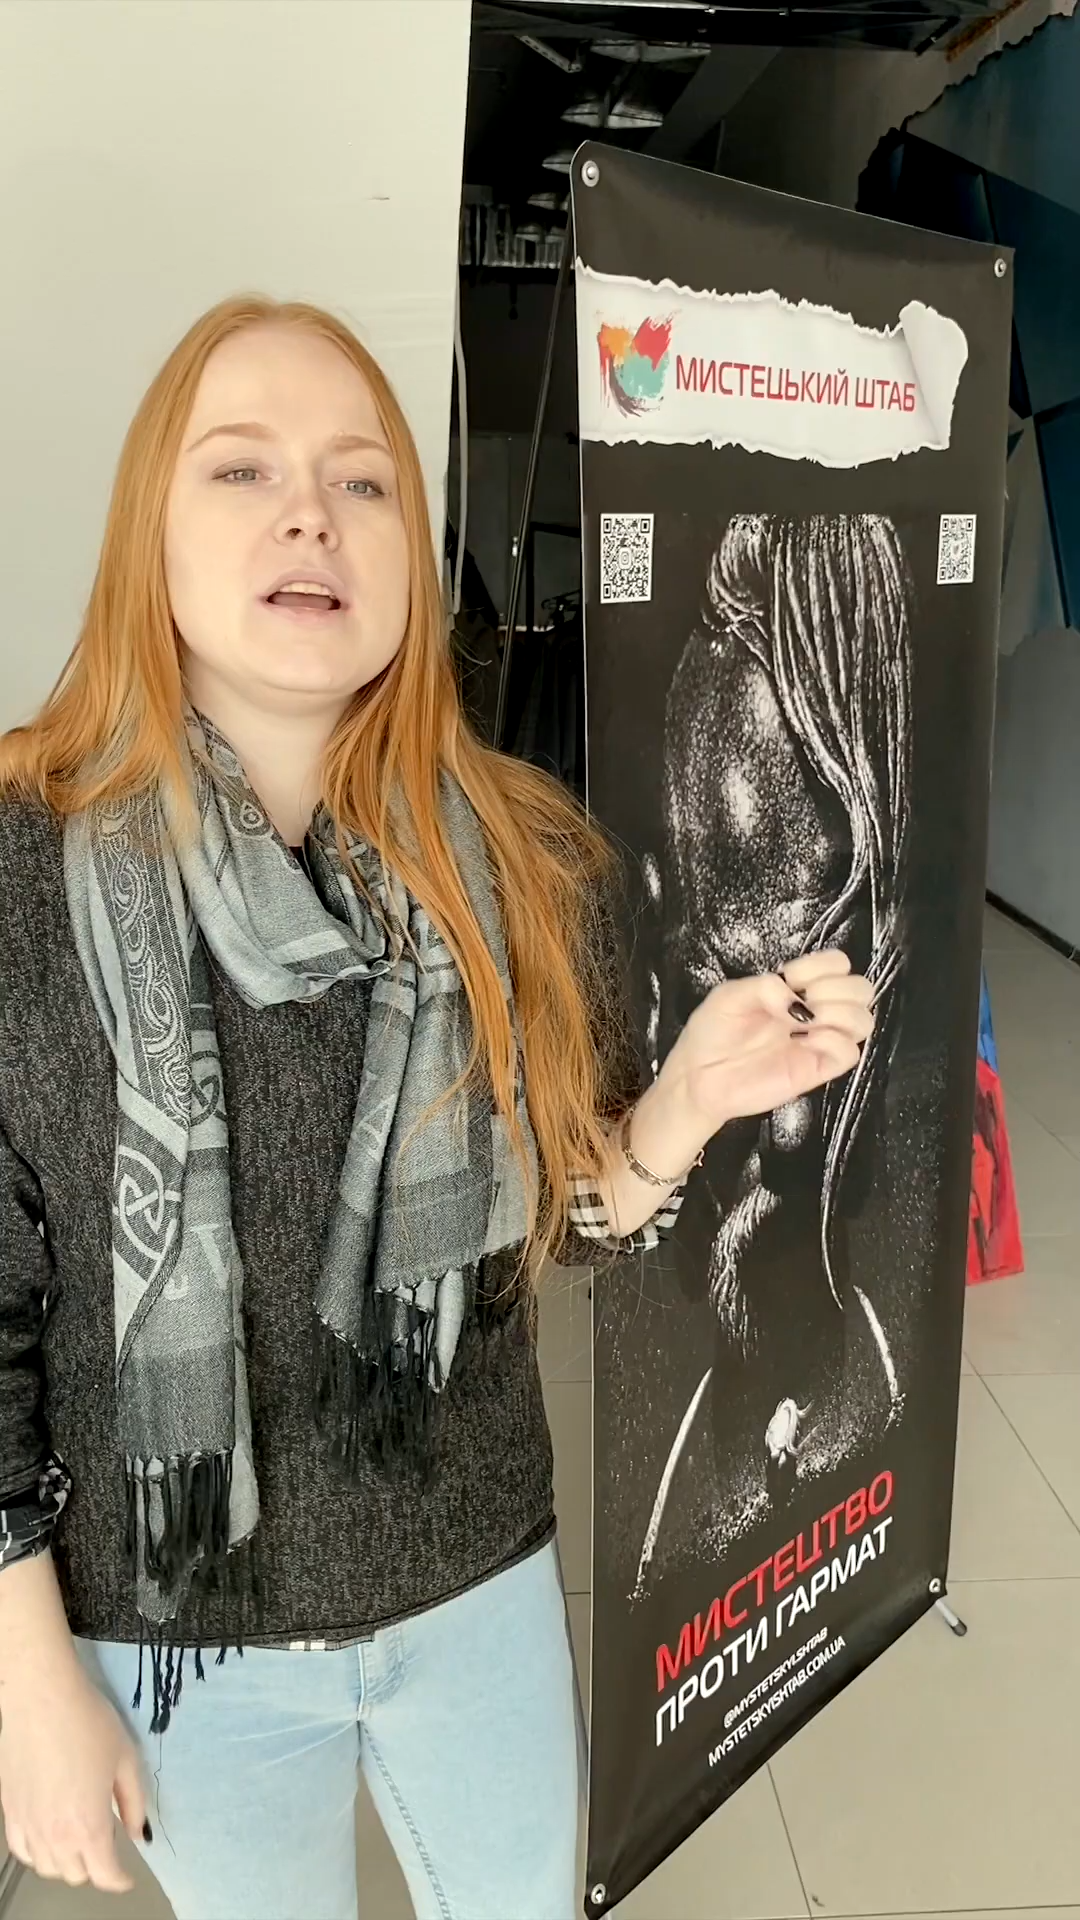 МИСТЕЦЬКИЙ ШТАБ
МИСТЕЦТВО
ПРОТИ ГАРМАТ
@MYSTETSKYISHTAB
MYSTETSKYISHTAB.COM.UA